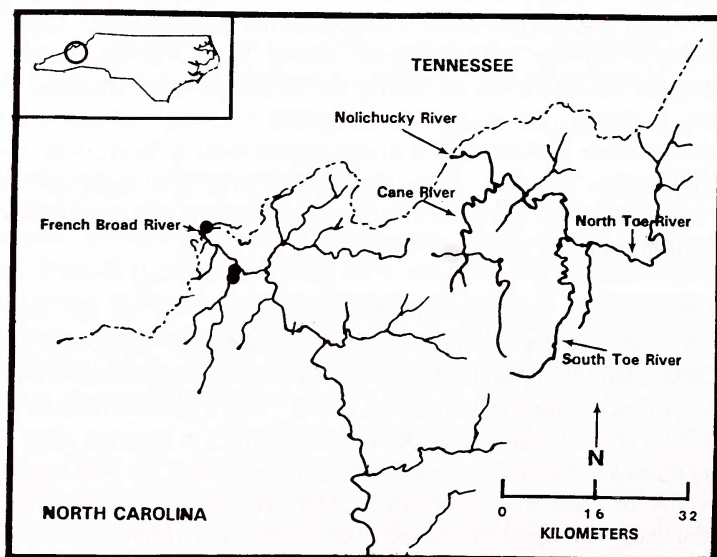 TENNESSEE
Nolichucky River
Cane River
French Broad River
North Toe River
South Toe River
N
NORTH CAROLINA
0 16 32
KILOMETERS